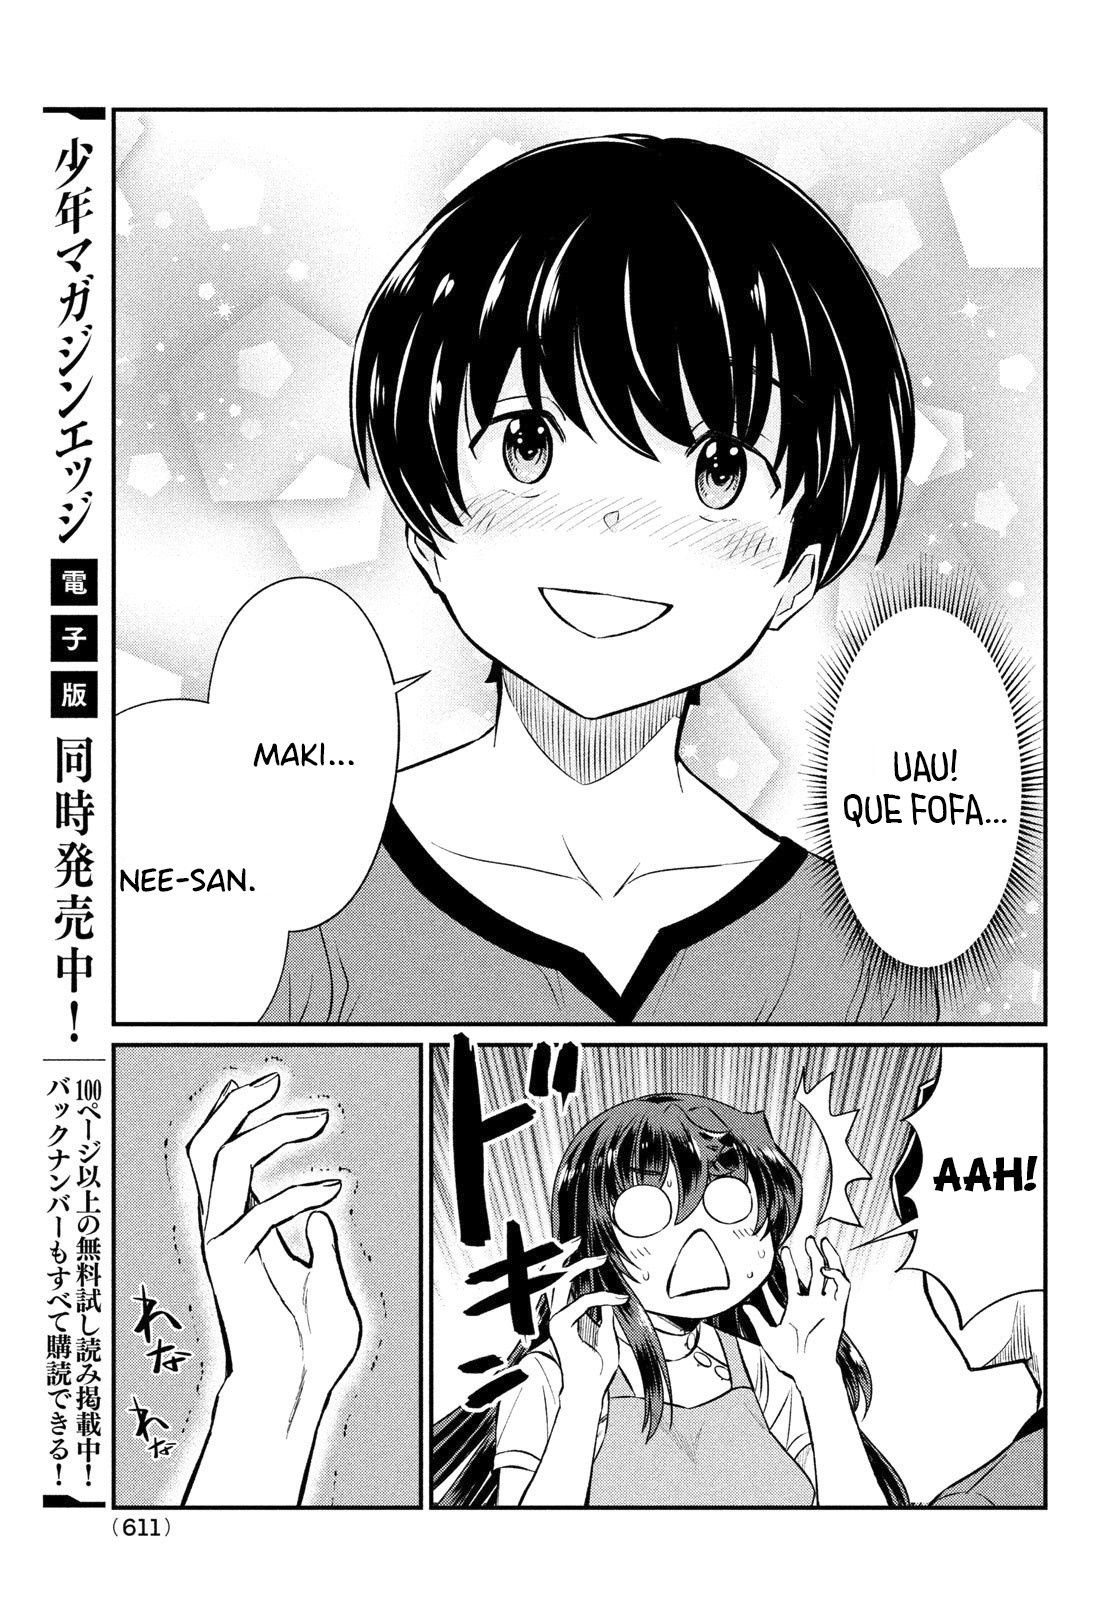 UAU!
QUE FOFA...
MAKI...
NEE-SAN.
AAH!
ドキン
わなわな
少年マガジンエッジ電子版同時発売中!
100ページ以上の無料試し読み掲載中!
バックナンバーもすべて購読できる!
(611)